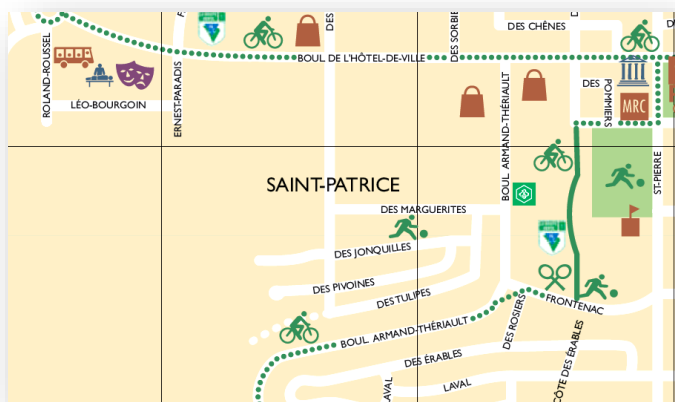 DES
DES SORBIE
DES CHÊNES
D
ROLAND-ROUSSEL
BOUL DE L'HÔTEL-DE-VILLE
ERNEST-PARADIS
LÉO-BOURGOIN
BOUL ARMAND-THÉRIAULT
DES
POMMIERS
MRC
ST-PIERRE
SAINT-PATRICE
DES MARGUERITES
DES JONQUILLES
DES PIVOINES
DES TULIPES
BOUL. ARMAND-THÉRIAULT
DES ROSIERS
FRONTENAC
CÔTE DES ÉRABLES
DES ÉRABLES
LAVAL
LAVAL